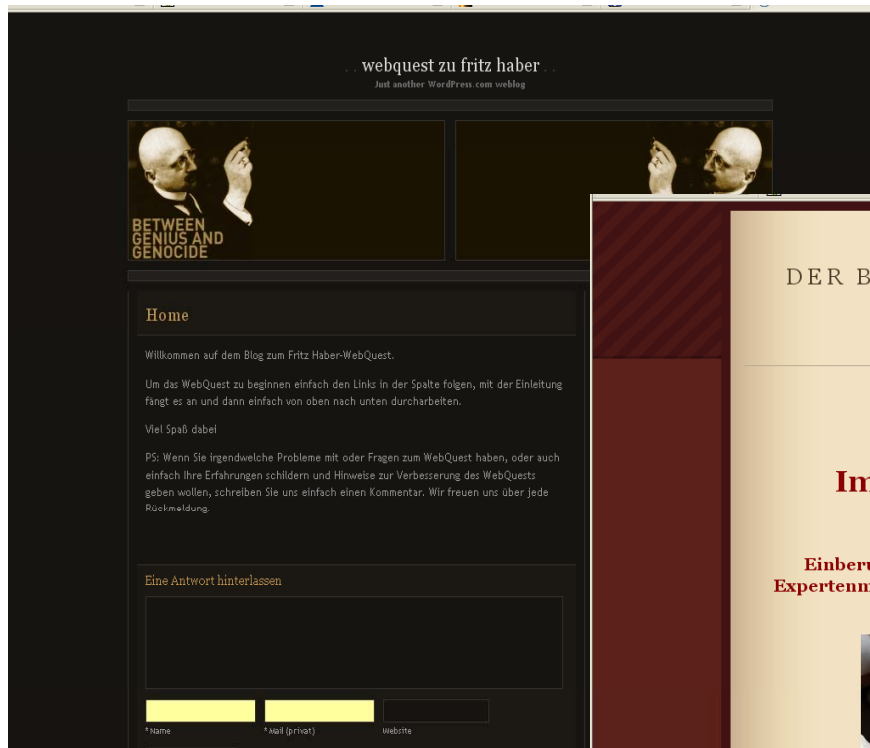 . . webquest zu fritz haber . .
Just another WordPress.com weblog
BETWEEN
GENIUS AND
GENOCIDE
Home
Willkommen auf dem Blog zum Fritz Haber-WebQuest.
Um das WebQuest zu beginnen einfach den Links in der Spalte folgen, mit der Einleitung
fängt es an und dann einfach von oben nach unten durcharbeiten.
Viel Spaß dabei
PS: Wenn Sie irgendwelche Probleme mit oder Fragen zum WebQuest haben, oder auch
einfach Ihre Erfahrungen schildern und Hinweise zur Verbesserung des WebQuests
geben wollen, schreiben Sie uns einfach einen Kommentar. Wir freuen uns über jede
Rückmeldung.
Eine Antwort hinterlassen
* Name
* Mail (privat)
Website
DER B
Im
Einberu
Expertenm